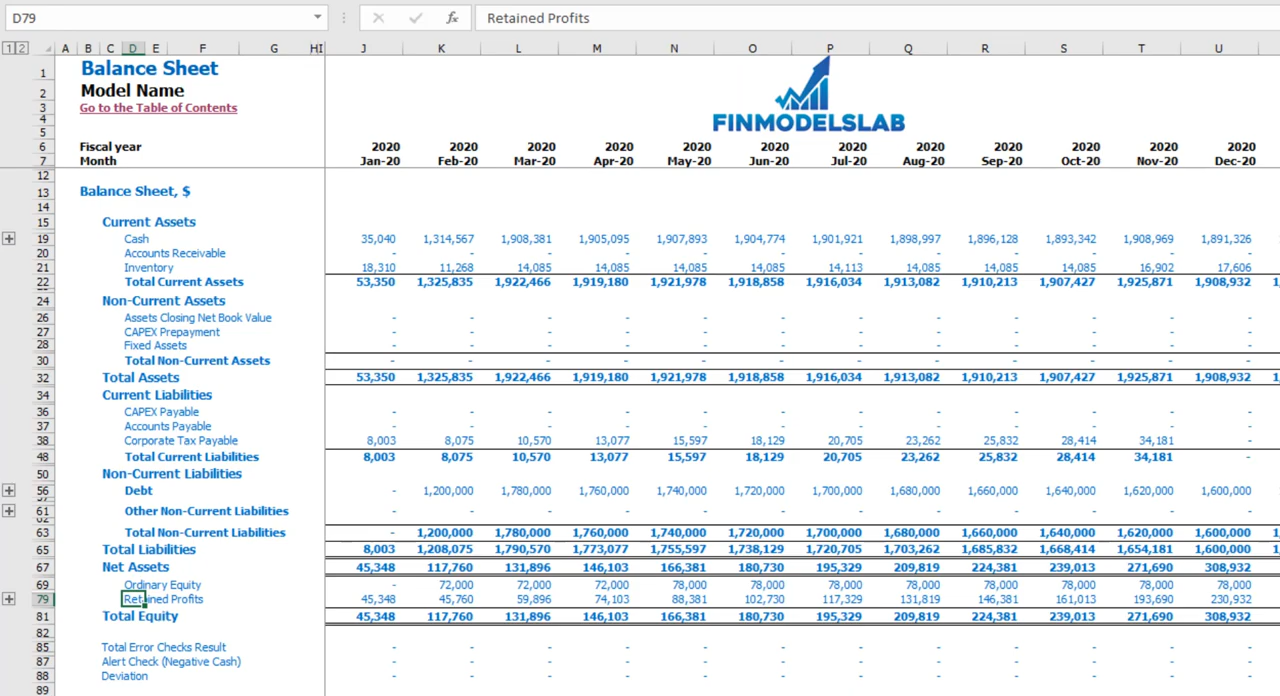 D79 fx Retained Profits
1 2 A B C D E F G H I J K L M N O P Q R S T U
1 Balance Sheet
2 Model Name
3 Go to the Table of Contents
4
FINMODELSLAB
5
6 Fiscal year 2020 2020 2020 2020 2020 2020 2020 2020 2020 2020 2020 2020
7 Month Jan-20 Feb-20 Mar-20 Apr-20 May-20 Jun-20 Jul-20 Aug-20 Sep-20 Oct-20 Nov-20 Dec-20
12
13 Balance Sheet, $
14
15 Current Assets
19 Cash 35,040 1,314,567 1,908,381 1,905,095 1,907,893 1,904,774 1,901,921 1,898,997 1,896,128 1,893,342 1,908,969 1,891,326
20 Accounts Receivable - - - - - - - - - - - -
21 Inventory 18,310 11,268 14,085 14,085 14,085 14,085 14,113 14,085 14,085 14,085 16,902 17,606
22 Total Current Assets 53,350 1,325,835 1,922,466 1,919,180 1,921,978 1,918,858 1,916,034 1,913,082 1,910,213 1,907,427 1,925,871 1,908,932 1,
24 Non-Current Assets
26 Assets Closing Net Book Value - - - - - - - - - - - -
27 CAPEX Prepayment - - - - - - - - - - - -
28 Fixed Assets - - - - - - - - - - - -
30 Total Non-Current Assets - - - - - - - - - - - -
32 Total Assets 53,350 1,325,835 1,922,466 1,919,180 1,921,978 1,918,858 1,916,034 1,913,082 1,910,213 1,907,427 1,925,871 1,908,932 1,
34 Current Liabilities
36 CAPEX Payable - - - - - - - - - - - -
37 Accounts Payable - - - - - - - - - - - -
38 Corporate Tax Payable 8,003 8,075 10,570 13,077 15,597 18,129 20,705 23,262 25,832 28,414 34,181 -
48 Total Current Liabilities 8,003 8,075 10,570 13,077 15,597 18,129 20,705 23,262 25,832 28,414 34,181 -
50 Non-Current Liabilities
56 Debt - 1,200,000 1,780,000 1,760,000 1,740,000 1,720,000 1,700,000 1,680,000 1,660,000 1,640,000 1,620,000 1,600,000
61 Other Non-Current Liabilities - - - - - - - - - - - -
63 Total Non-Current Liabilities - 1,200,000 1,780,000 1,760,000 1,740,000 1,720,000 1,700,000 1,680,000 1,660,000 1,640,000 1,620,000 1,600,000 1,
65 Total Liabilities 8,003 1,208,075 1,790,570 1,773,077 1,755,597 1,738,129 1,720,705 1,703,262 1,685,832 1,668,414 1,654,181 1,600,000 1,
67 Net Assets 45,348 117,760 131,896 146,103 166,381 180,730 195,329 209,819 224,381 239,013 271,690 308,932
69 Ordinary Equity - 72,000 72,000 72,000 78,000 78,000 78,000 78,000 78,000 78,000 78,000 78,000
79 Retained Profits 45,348 45,760 59,896 74,103 88,381 102,730 117,329 131,819 146,381 161,013 193,690 230,932
81 Total Equity 45,348 117,760 131,896 146,103 166,381 180,730 195,329 209,819 224,381 239,013 271,690 308,932
82
85 Total Error Checks Result - - - - - - - - - - - -
87 Alert Check (Negative Cash) - - - - - - - - - - - -
88 Deviation - - - - - - - - - - - -
89